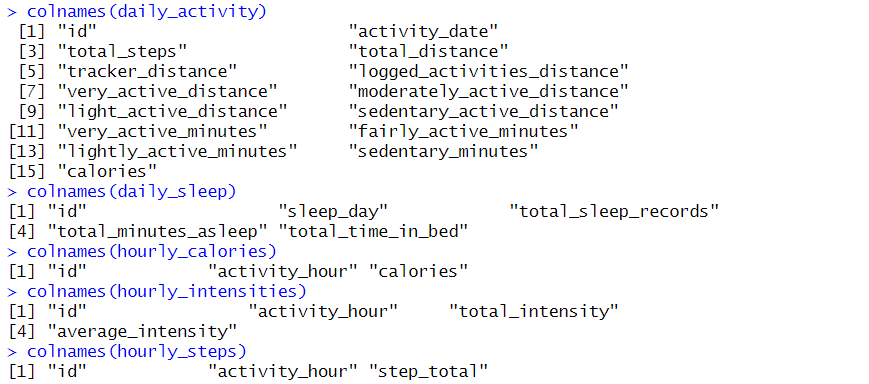 > colnames(daily_activity)
 [1] "id"                         "activity_date"
 [3] "total_steps"                "total_distance"
 [5] "tracker_distance"           "logged_activities_distance"
 [7] "very_active_distance"       "moderately_active_distance"
 [9] "light_active_distance"      "sedentary_active_distance"
[11] "very_active_minutes"        "fairly_active_minutes"
[13] "lightly_active_minutes"     "sedentary_minutes"
[15] "calories"
> colnames(daily_sleep)
[1] "id"                   "sleep_day"            "total_sleep_records"
[4] "total_minutes_asleep" "total_time_in_bed"
> colnames(hourly_calories)
[1] "id"            "activity_hour" "calories"
> colnames(hourly_intensities)
[1] "id"                "activity_hour"     "total_intensity"
[4] "average_intensity"
> colnames(hourly_steps)
[1] "id"            "activity_hour" "step_total"